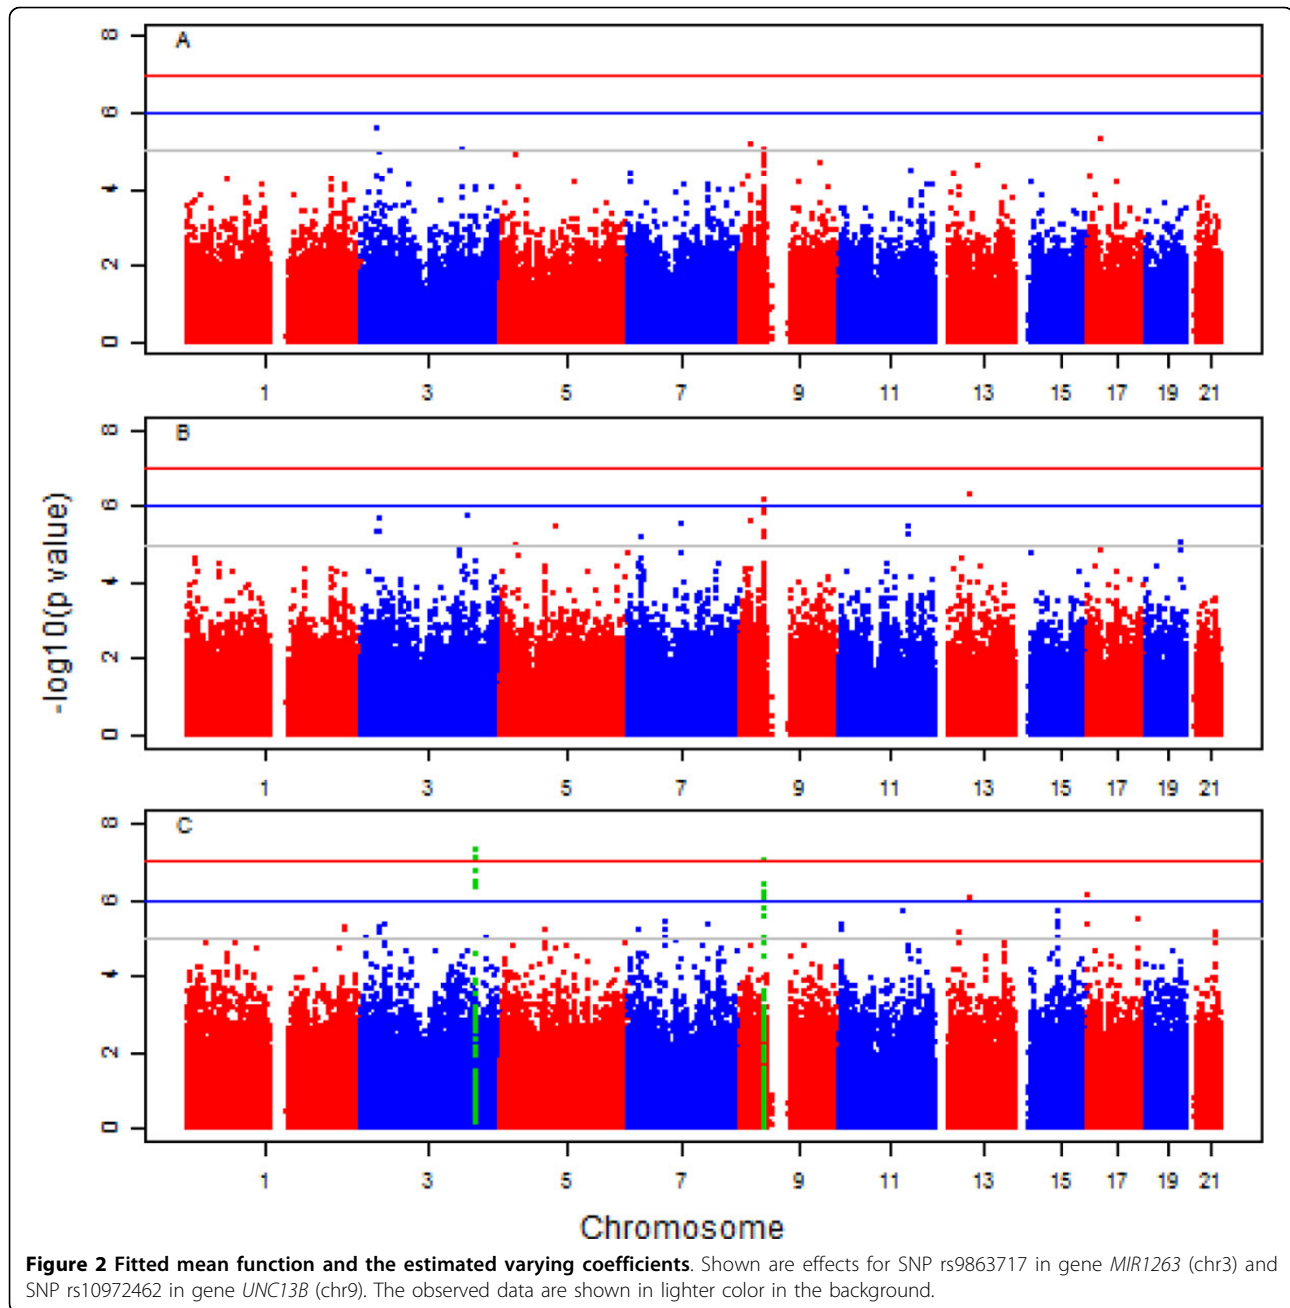 A
8
6
4
2
0
1 3 5 7 9 11 13 15 17 19 21
B
8
6
4
2
0
1 3 5 7 9 11 13 15 17 19 21
-log10(p value)
C
8
6
4
2
0
1 3 5 7 9 11 13 15 17 19 21
Chromosome
Figure 2 Fitted mean function and the estimated varying coefficients. Shown are effects for SNP rs9863717 in gene MIR1263 (chr3) and
SNP rs10972462 in gene UNC13B (chr9). The observed data are shown in lighter color in the background.